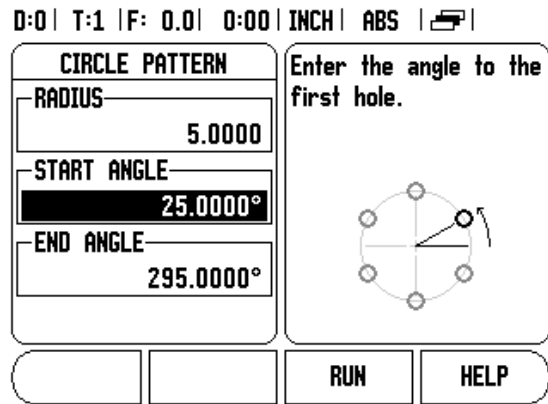 D:0| T:1 |F: 0.0| 0:00|INCH| ABS |
CIRCLE PATTERN
RADIUS
5.0000
START ANGLE
25.0000°
END ANGLE
295.0000°
Enter the angle to the
first hole.
RUN
HELP